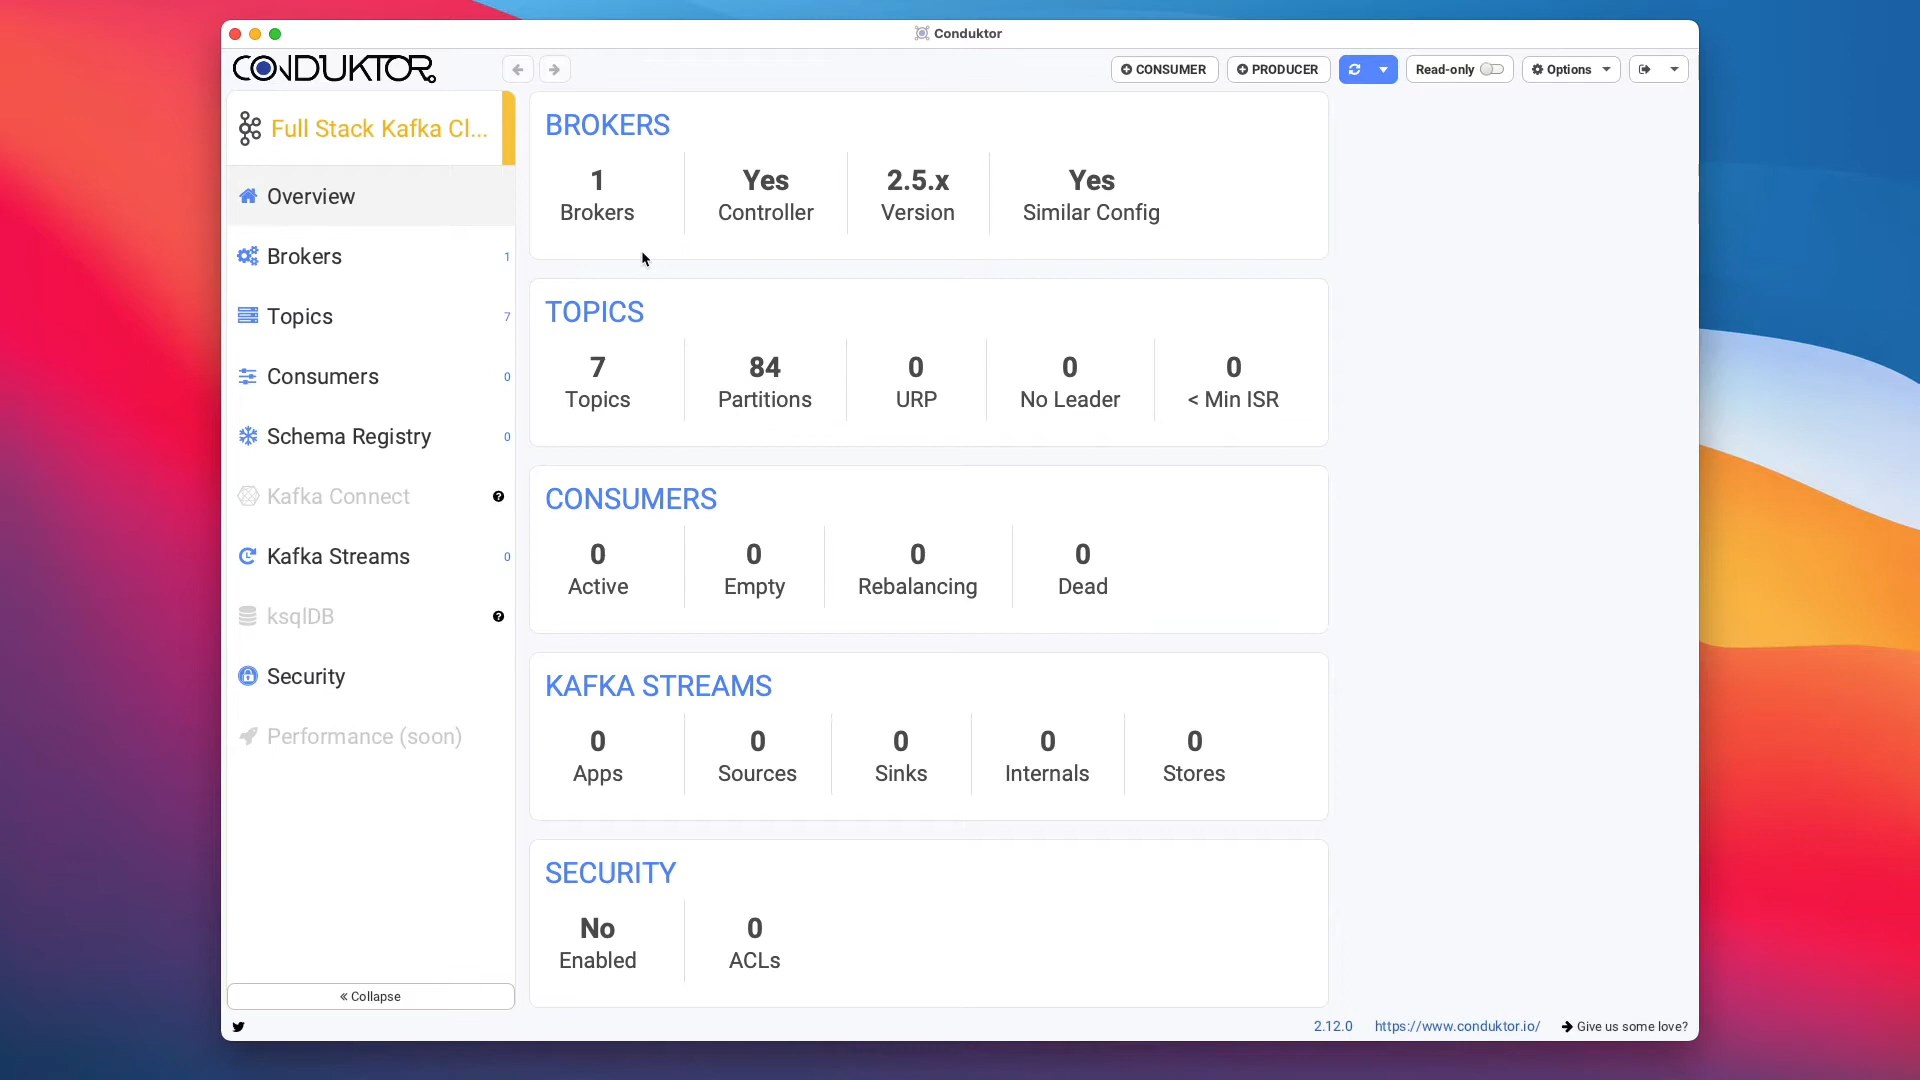 Conduktor
CONDUKTOR
CONSUMER
PRODUCER
Read-only
Options
Full Stack Kafka Cl...
Overview
Brokers 1
Topics 7
Consumers 0
Schema Registry 0
Kafka Connect ?
Kafka Streams 0
ksqlDB ?
Security
Performance (soon)
« Collapse
BROKERS
1 Yes 2.5.x Yes
Brokers Controller Version Similar Config
TOPICS
7 84 0 0 0
Topics Partitions URP No Leader < Min ISR
CONSUMERS
0 0 0 0
Active Empty Rebalancing Dead
KAFKA STREAMS
0 0 0 0 0
Apps Sources Sinks Internals Stores
SECURITY
No 0
Enabled ACLs
2.12.0 https://www.conduktor.io/ Give us some love?